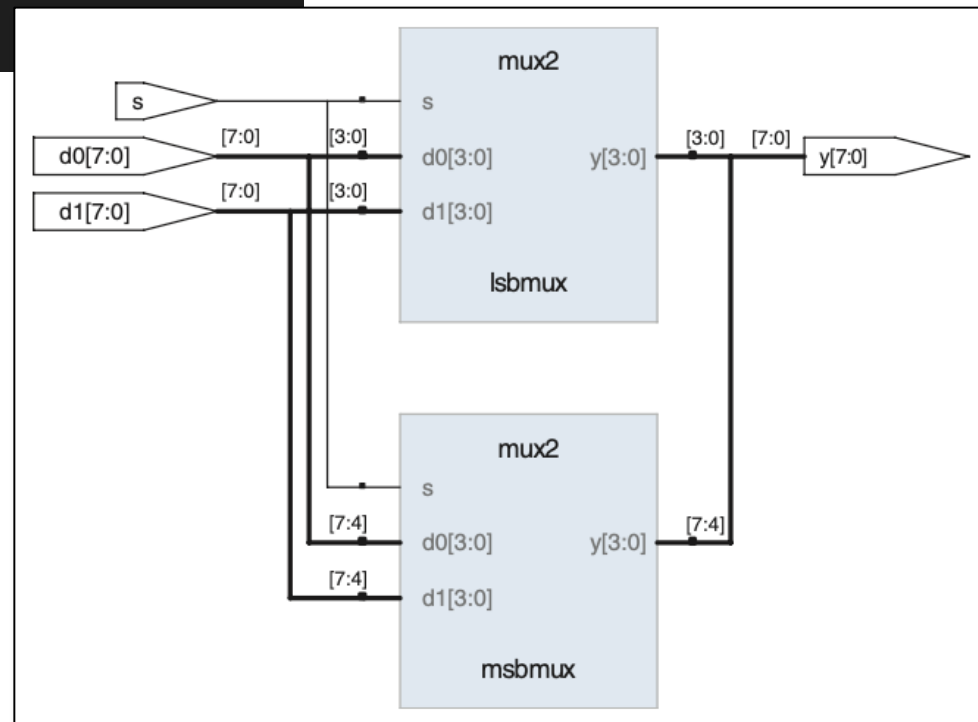 mux2
s
s
[7:0]
[3:0]
[3:0]
[7:0]
d0[7:0]
d0[3:0]
y[3:0]
y[7:0]
[7:0]
[3:0]
d1[7:0]
d1[3:0]
lsbmux
mux2
s
[7:4]
[7:4]
d0[3:0]
y[3:0]
[7:4]
d1[3:0]
msbmux